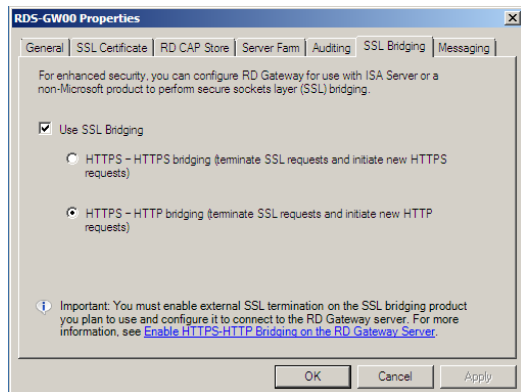 RDS-GW00 Properties
General | SSL Certificate | RD CAP Store | Server Farm | Auditing | SSL Bridging | Messaging
For enhanced security, you can configure RD Gateway for use with ISA Server or a
non-Microsoft product to perform secure sockets layer (SSL) bridging.
Use SSL Bridging
HTTPS – HTTPS bridging (terminate SSL requests and initiate new HTTPS
requests)
HTTPS – HTTP bridging (terminate SSL requests and initiate new HTTP
requests)
Important: You must enable external SSL termination on the SSL bridging product
you plan to use and configure it to connect to the RD Gateway server. For more
information, see Enable HTTPS-HTTP Bridging on the RD Gateway Server.
OK Cancel Apply